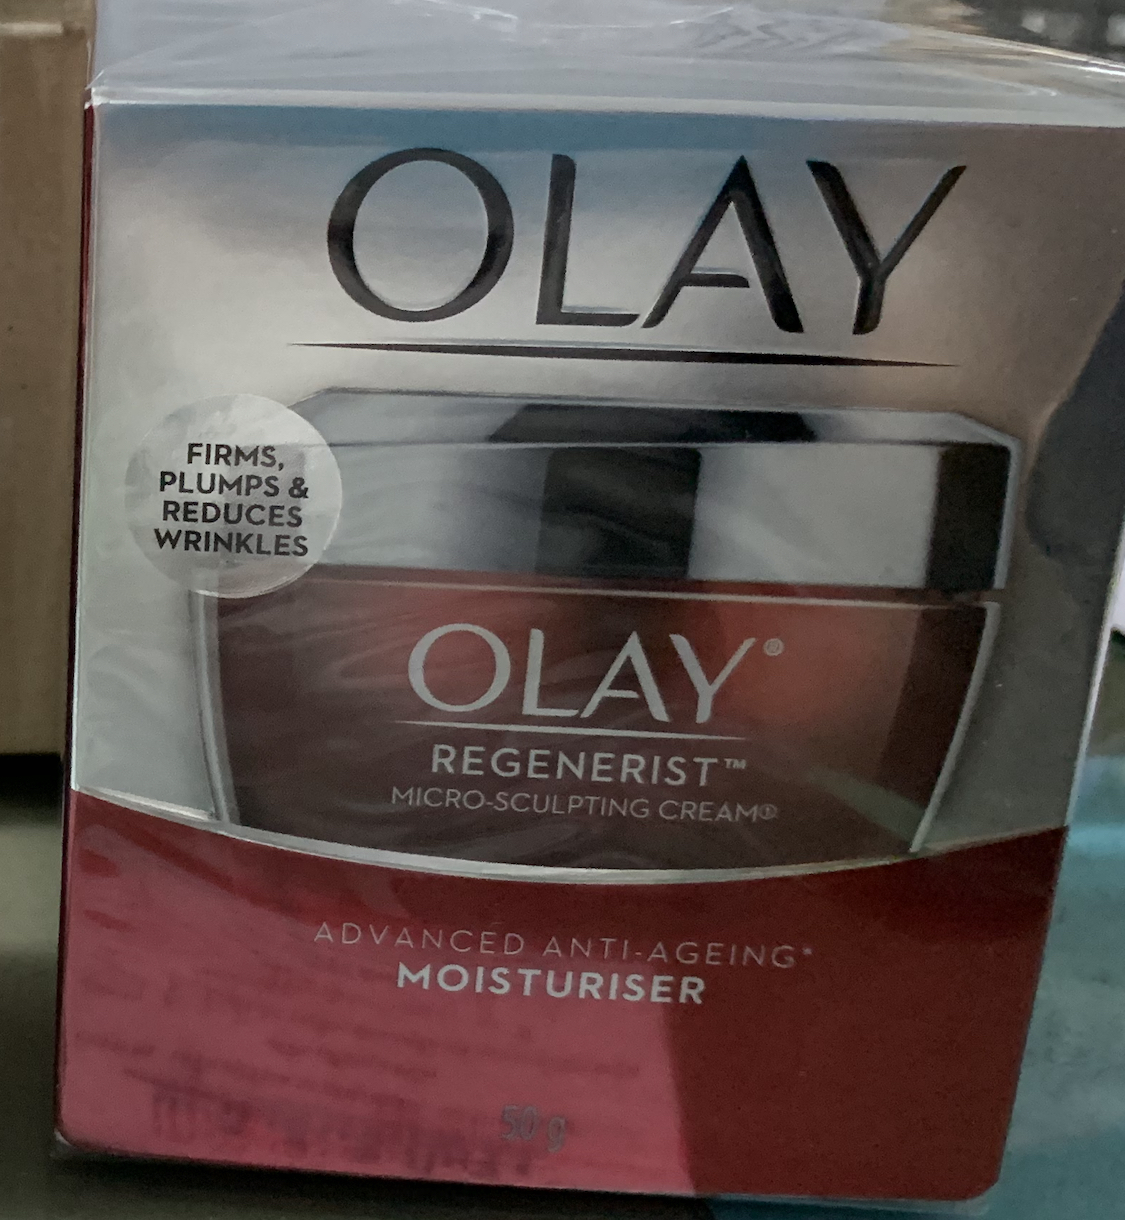 OLAY
FIRMS,
PLUMPS &
REDUCES
WRINKLES
OLAY®
REGENERIST™
MICRO-SCULPTING CREAM®
ADVANCED ANTI-AGEING*
MOISTURISER
50 g